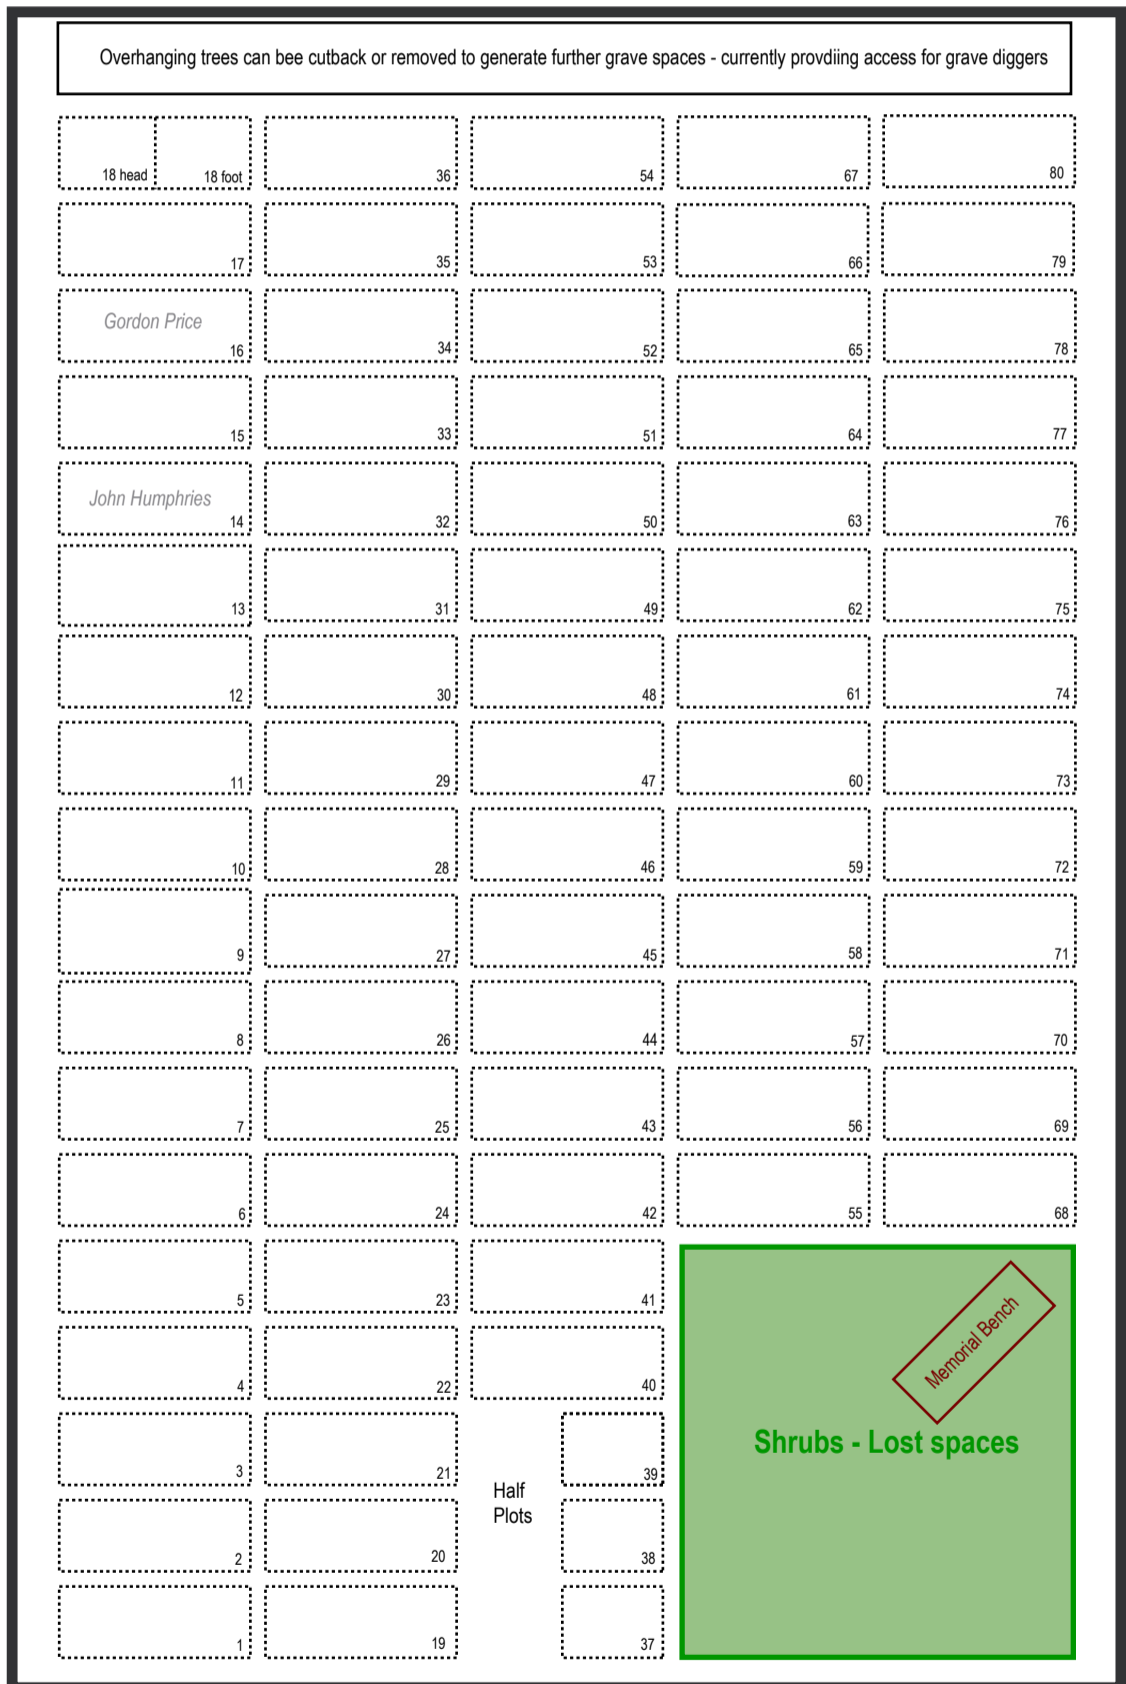 Overhanging trees can bee cutback or removed to generate further grave spaces - currently provdiing access for grave diggers
18 head 18 foot 36 54 67 80
17 35 53 66 79
Gordon Price
16 34 52 65 78
15 33 51 64 77
John Humphries
14 32 50 63 76
13 31 49 62 75
12 30 48 61 74
11 29 47 60 73
10 28 46 59 72
9 27 45 58 71
8 26 44 57 70
7 25 43 56 69
6 24 42 55 68
5 23 41
Memorial Bench
4 22 40
Shrubs - Lost spaces
3 21 39
Half
Plots
2 20 38
1 19 37